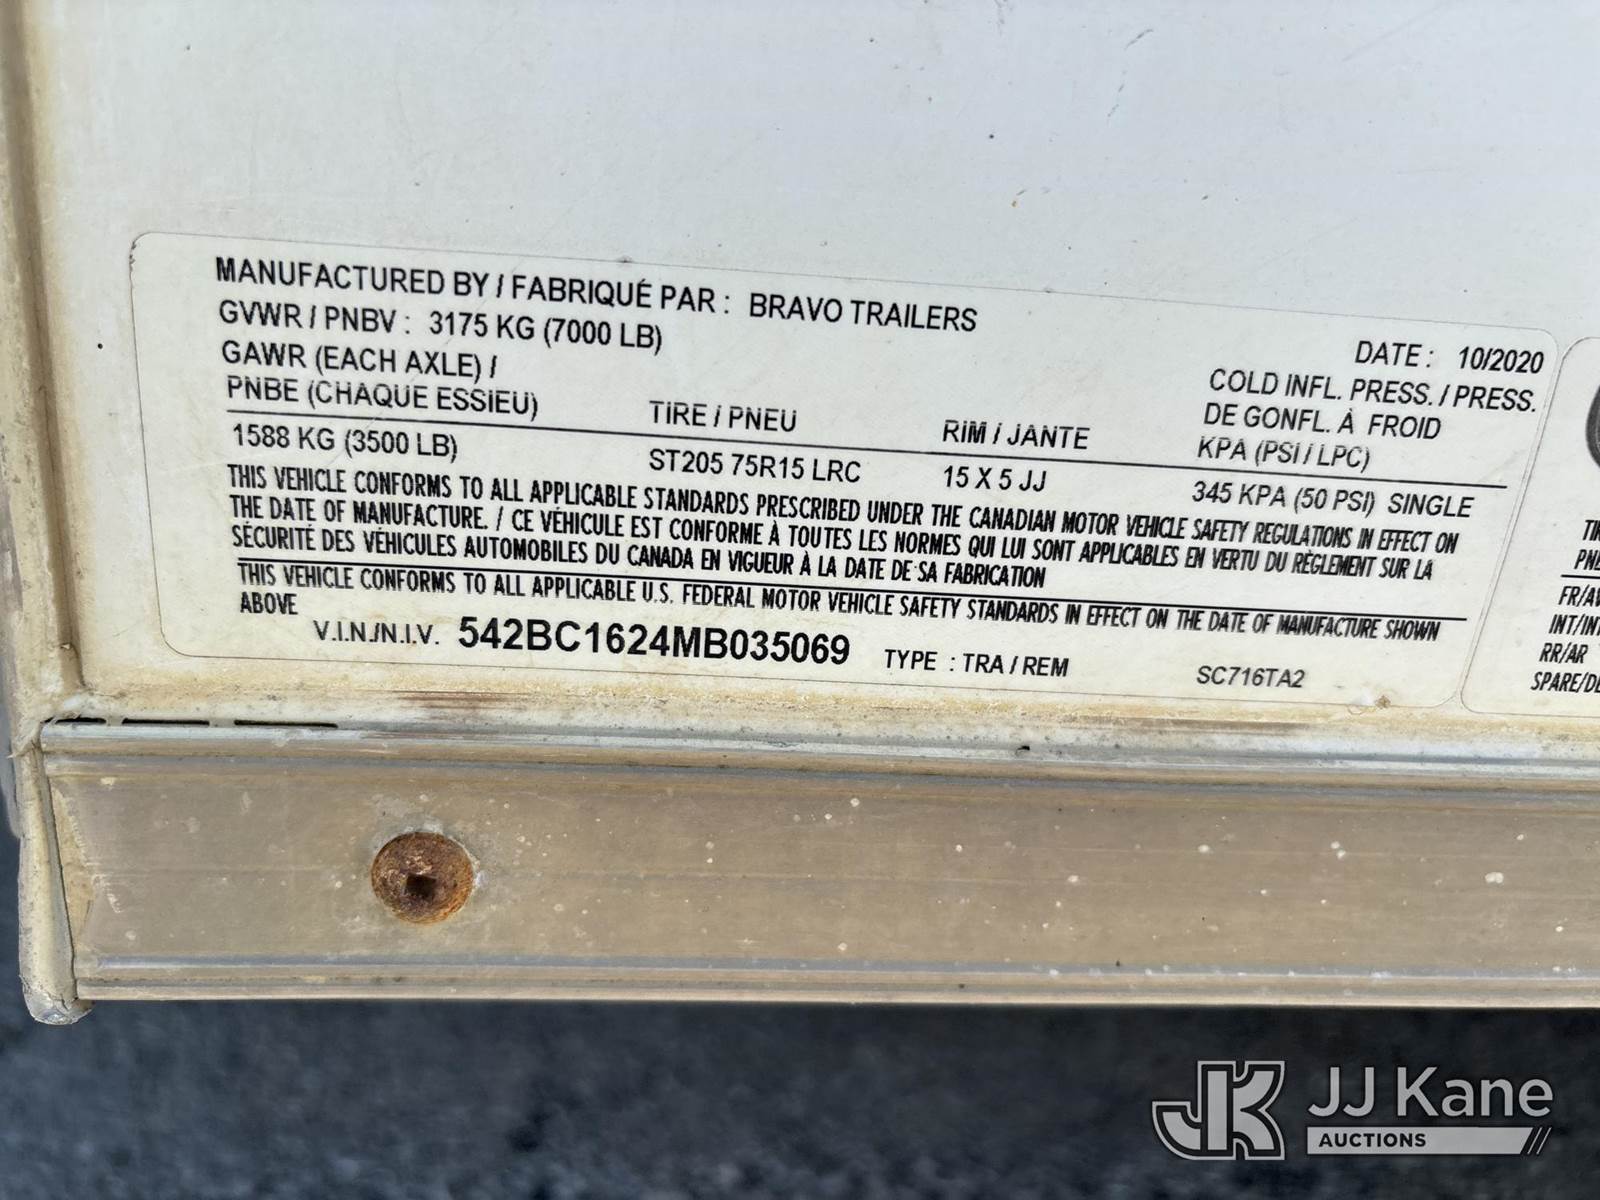 MANUFACTURED BY / FABRIQUÉ PAR : BRAVO TRAILERS
GVWR / PNBV : 3175 KG (7000 LB)
DATE : 10/2020
GAWR (EACH AXLE) /
PNBE (CHAQUE ESSIEU)
TIRE / PNEU
RIM / JANTE
COLD INFL. PRESS. / PRESS.
DE GONFL. À FROID
KPA (PSI / LPC)
1588 KG (3500 LB)
ST205 75R15 LRC
15 X 5 JJ
345 KPA (50 PSI) SINGLE
THIS VEHICLE CONFORMS TO ALL APPLICABLE STANDARDS PRESCRIBED UNDER THE CANADIAN MOTOR VEHICLE SAFETY REGULATIONS IN EFFECT ON
THE DATE OF MANUFACTURE. / CE VÉHICULE EST CONFORME À TOUTES LES NORMES QUI LUI SONT APPLICABLES EN VERTU DU RÈGLEMENT SUR LA
SÉCURITÉ DES VÉHICULES AUTOMOBILES DU CANADA EN VIGUEUR À LA DATE DE SA FABRICATION
THIS VEHICLE CONFORMS TO ALL APPLICABLE U.S. FEDERAL MOTOR VEHICLE SAFETY STANDARDS IN EFFECT ON THE DATE OF MANUFACTURE SHOWN
ABOVE
V.I.N./N.I.V. 542BC1624MB035069 TYPE : TRA / REM SC716TA2
FR/AV
INT/INT
RR/AR
SPARE/DE
JK JJ Kane
AUCTIONS